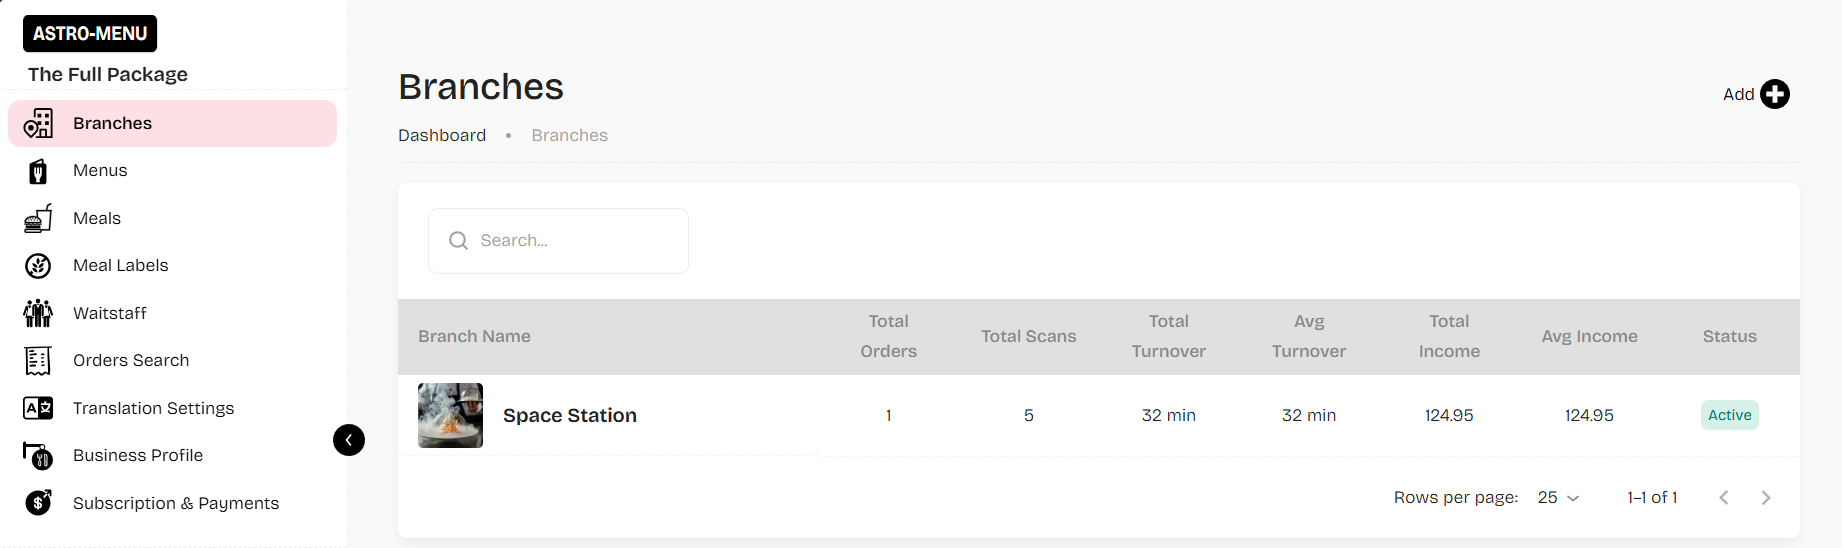 ASTRO-MENU
The Full Package
Branches
Menus
Meals
Meal Labels
Waitstaff
Orders Search
Translation Settings
Business Profile
Subscription & Payments
Branches
Add
Dashboard • Branches
Search...
Branch Name
Total
Orders
Total Scans
Total
Turnover
Avg
Turnover
Total
Income
Avg Income
Status
Space Station 1 5 32 min 32 min 124.95 124.95 Active
Rows per page: 25 1–1 of 1